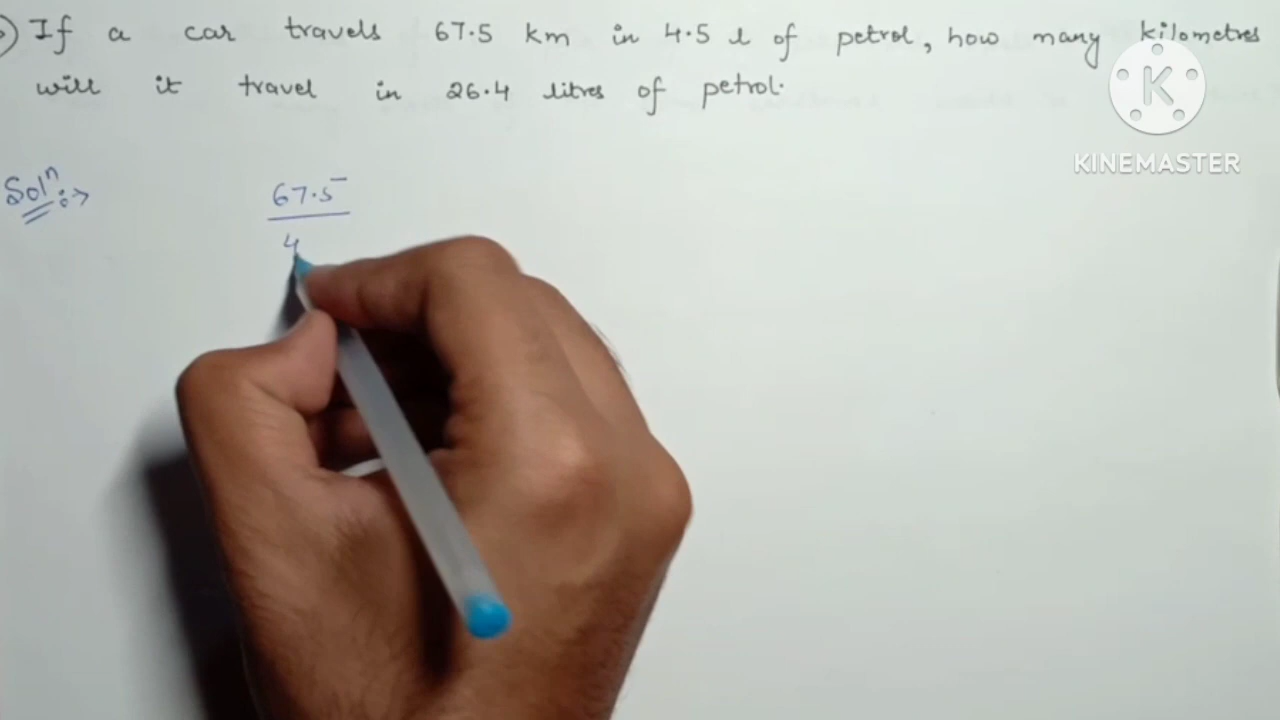 ) If a car travels 67.5 km in 4.5 l of petrol, how many kilometres
will it travel in 26.4 litres of petrol.
K
KINEMASTER
Solⁿ :→
67.5
4